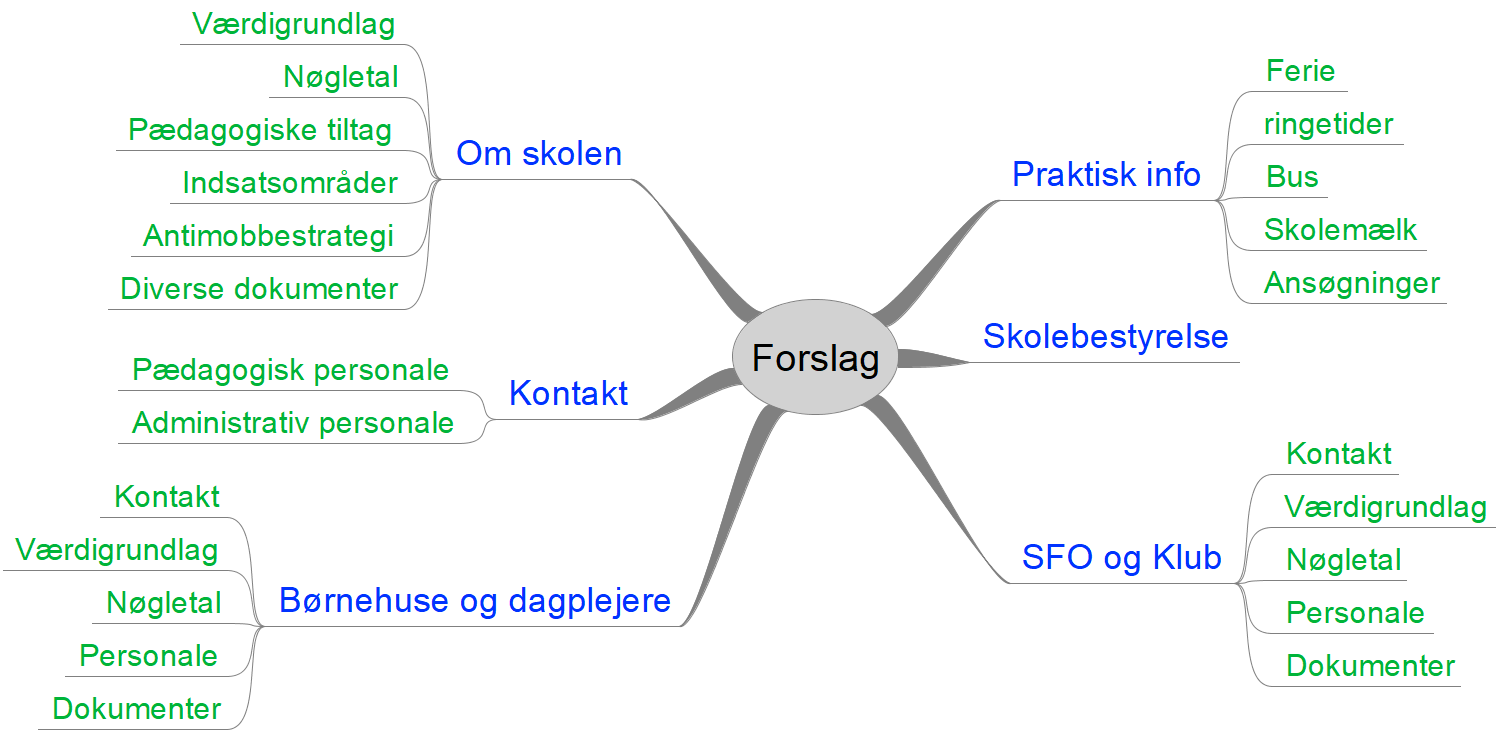 Forslag
Om skolen
Værdigrundlag
Nøgletal
Pædagogiske tiltag
Indsatsområder
Antimobbestrategi
Diverse dokumenter
Kontakt
Pædagogisk personale
Administrativ personale
Børnehuse og dagplejere
Kontakt
Værdigrundlag
Nøgletal
Personale
Dokumenter
Praktisk info
Ferie
ringetider
Bus
Skolemælk
Ansøgninger
Skolebestyrelse
SFO og Klub
Kontakt
Værdigrundlag
Nøgletal
Personale
Dokumenter